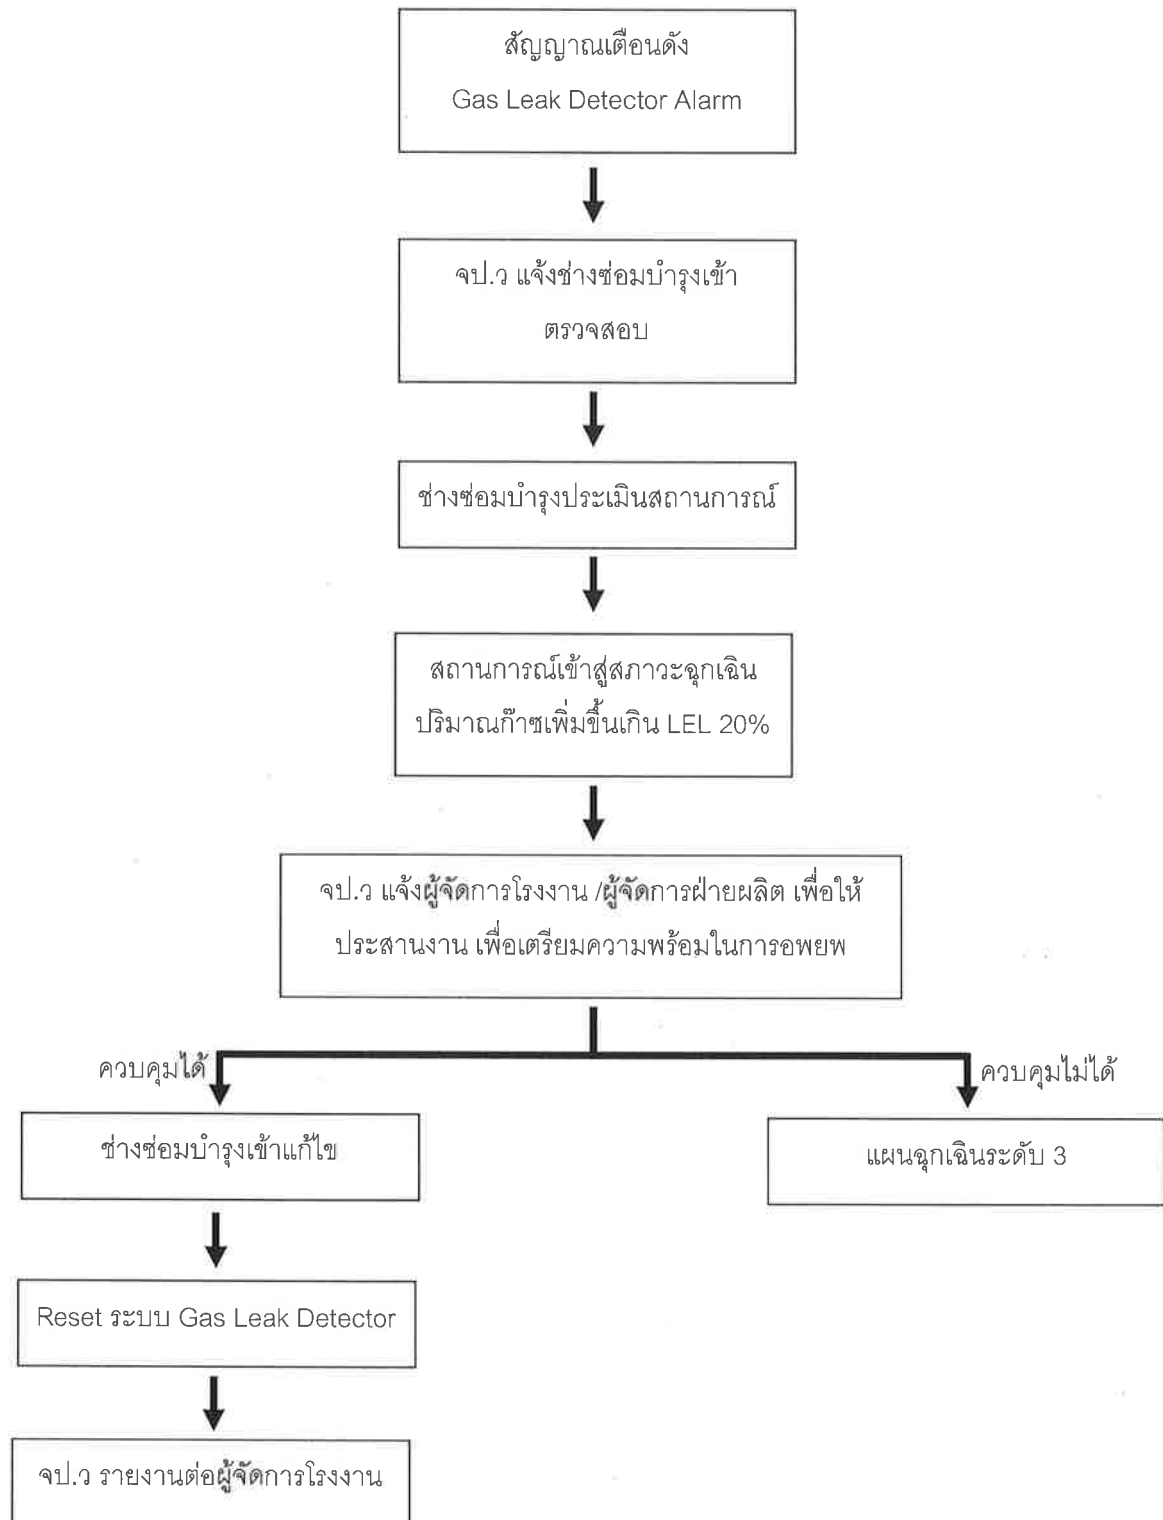 สัญญาณเตือนดัง
Gas Leak Detector Alarm
จป.ว แจ้งช่างซ่อมบำรุงเข้า
ตรวจสอบ
ช่างซ่อมบำรุงประเมินสถานการณ์
สถานการณ์เข้าสู่สภาวะฉุกเฉิน
ปริมาณก๊าซเพิ่มขึ้นเกิน LEL 20%
จป.ว แจ้งผู้จัดการโรงงาน /ผู้จัดการฝ่ายผลิต เพื่อให้
ประสานงาน เพื่อเตรียมความพร้อมในการอพยพ
ควบคุมได้
ควบคุมไม่ได้
ช่างซ่อมบำรุงเข้าแก้ไข
แผนฉุกเฉินระดับ 3
Reset ระบบ Gas Leak Detector
จป.ว รายงานต่อผู้จัดการโรงงาน